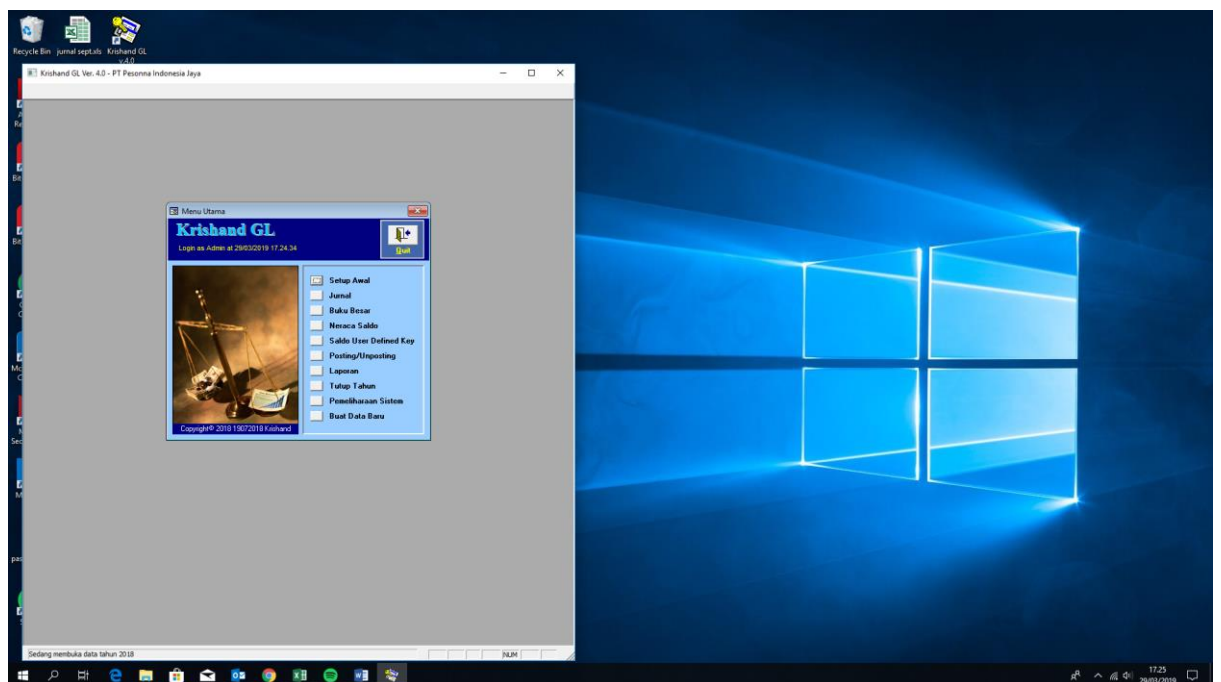 Recycle Bin
jurnal sept.xls
Krishand GL
v.4.0
Krishand GL Ver. 4.0 - PT Pesonna Indonesia Jaya
Menu Utama
Krishand GL
Login as Admin at 29/03/2019 17.24.34
Quit
Setup Awal
Jurnal
Buku Besar
Neraca Saldo
Saldo User Defined Key
Posting/Unposting
Laporan
Tutup Tahun
Pemeliharaan Sistem
Buat Data Baru
Copyright© 2018 19072018 Krishand
Sedang membuka data tahun 2018
NUM
17.25
29/03/2019